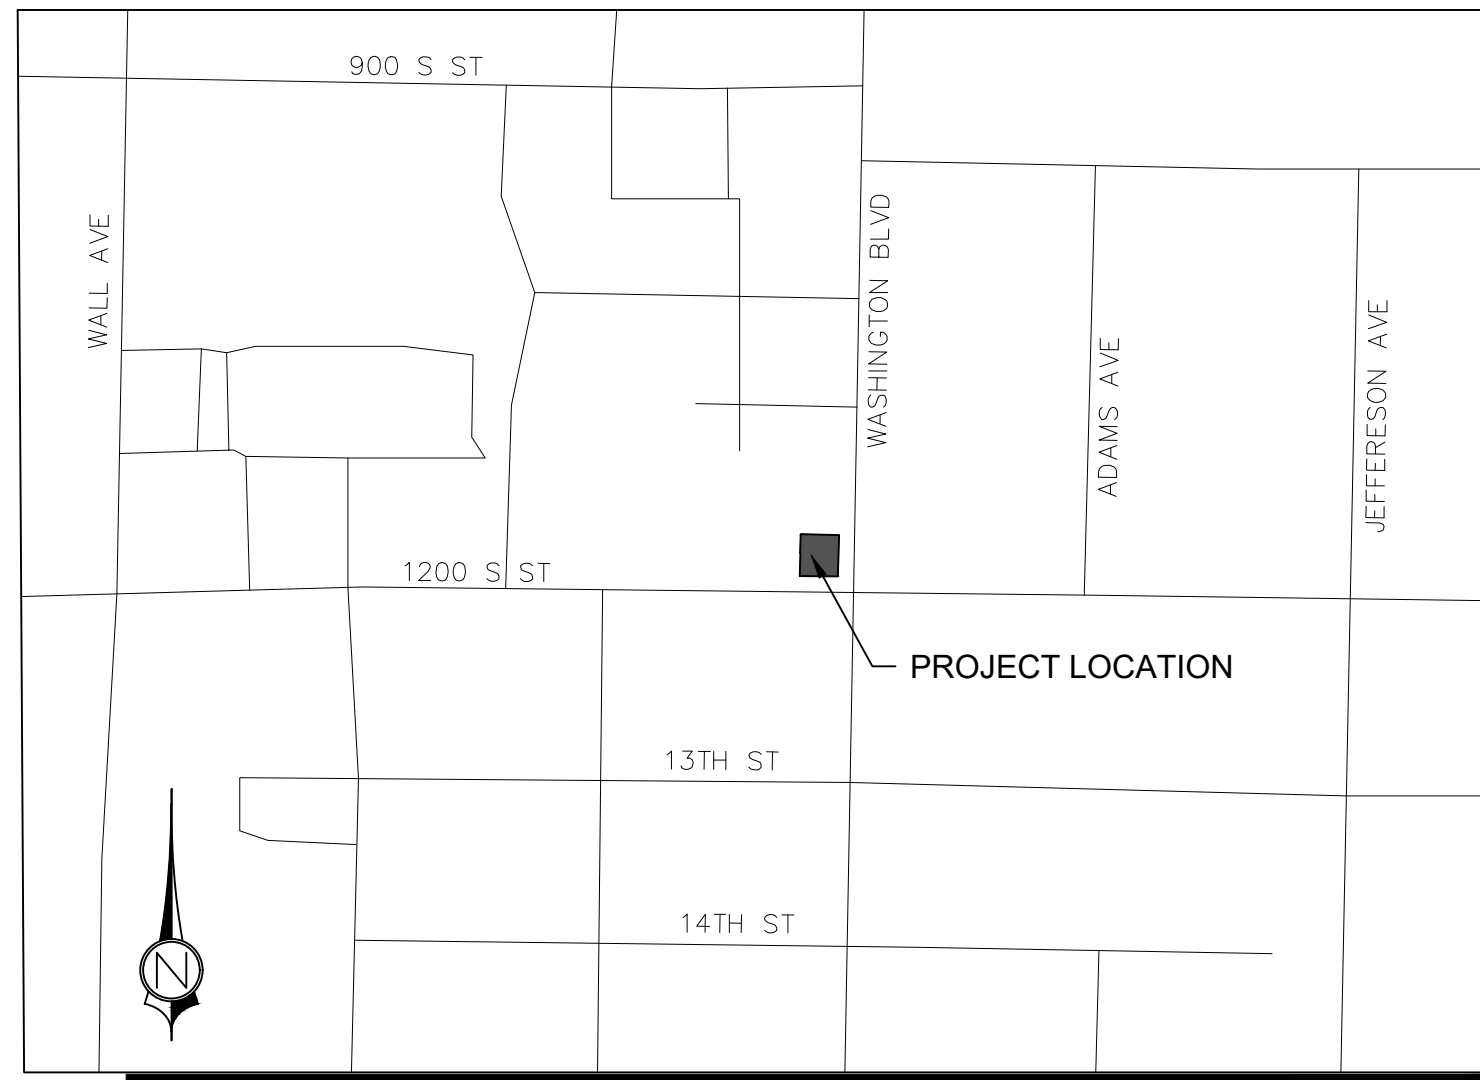 900 S ST
WALL AVE
WASHINGTON BLVD
ADAMS AVE
JEFFERESON AVE
1200 S ST
PROJECT LOCATION
13TH ST
14TH ST
N